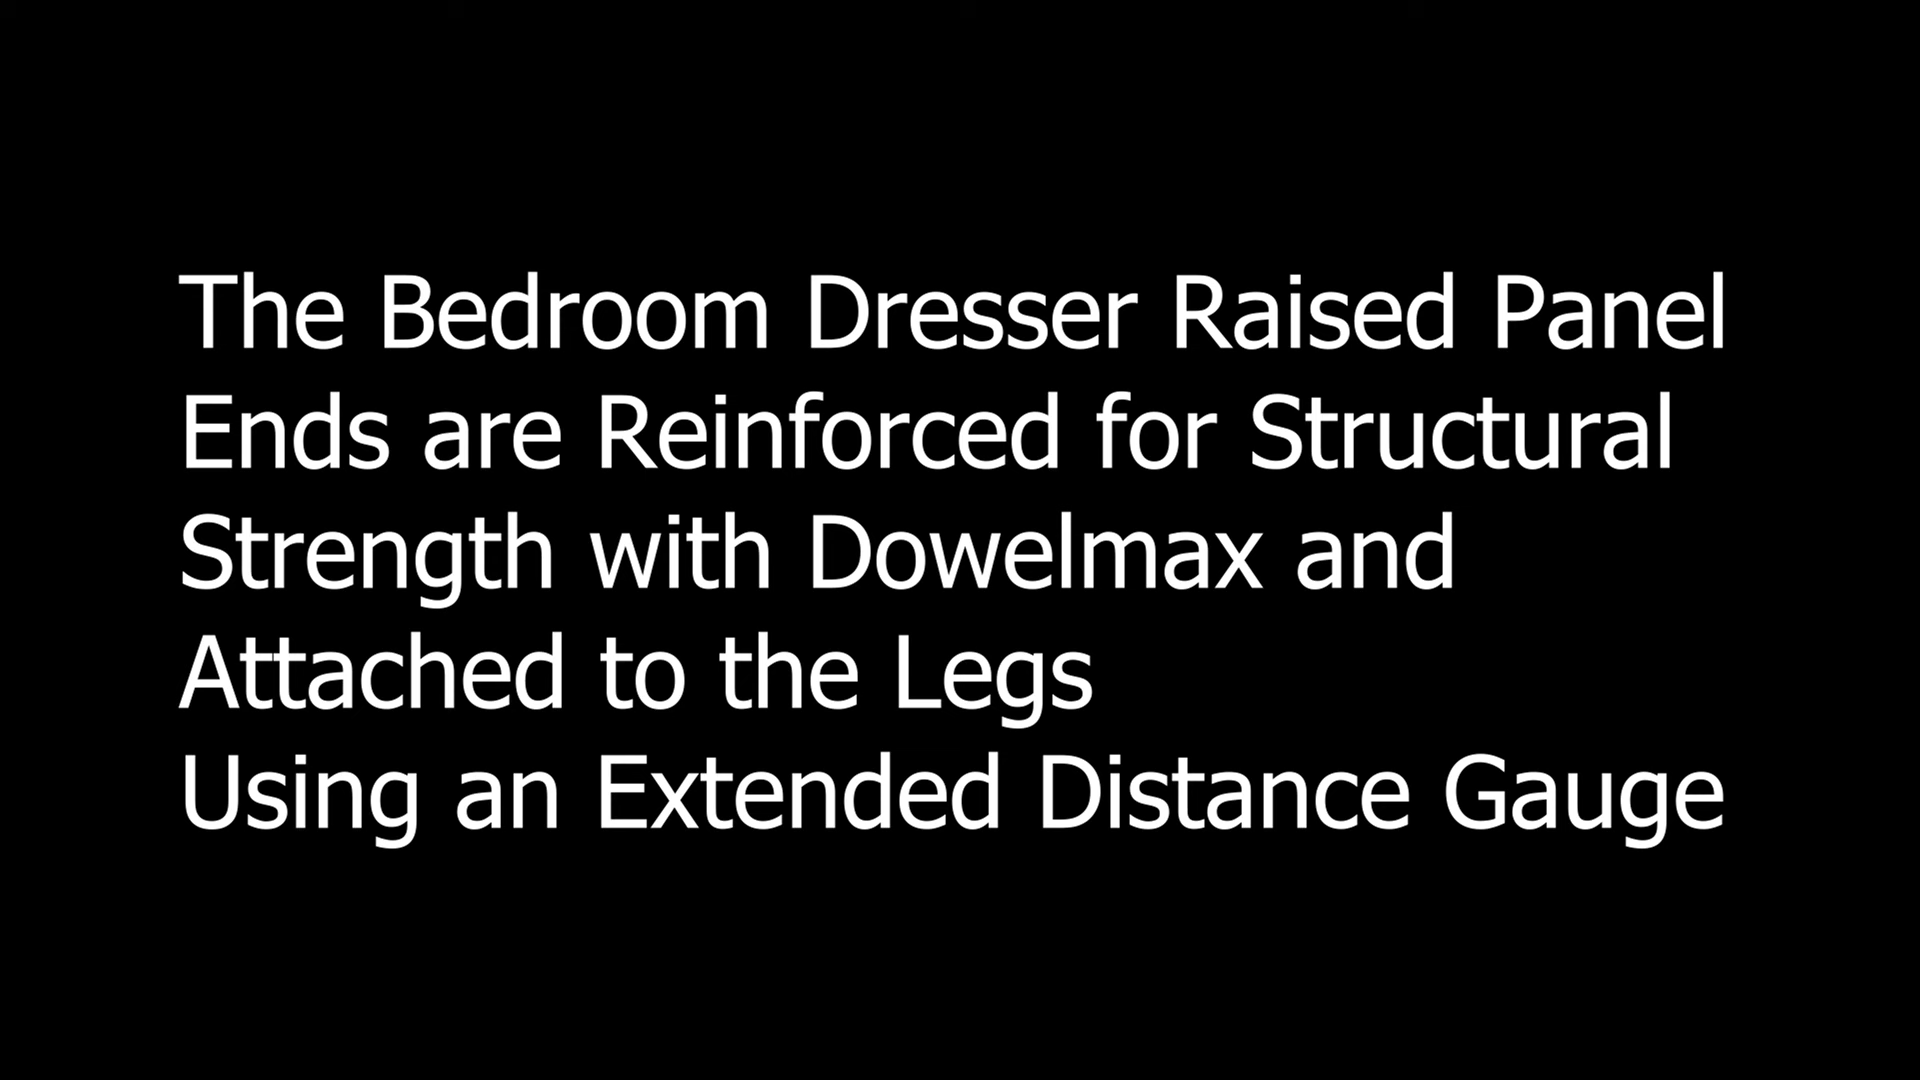 The Bedroom Dresser Raised Panel
Ends are Reinforced for Structural
Strength with Dowelmax and
Attached to the Legs
Using an Extended Distance Gauge